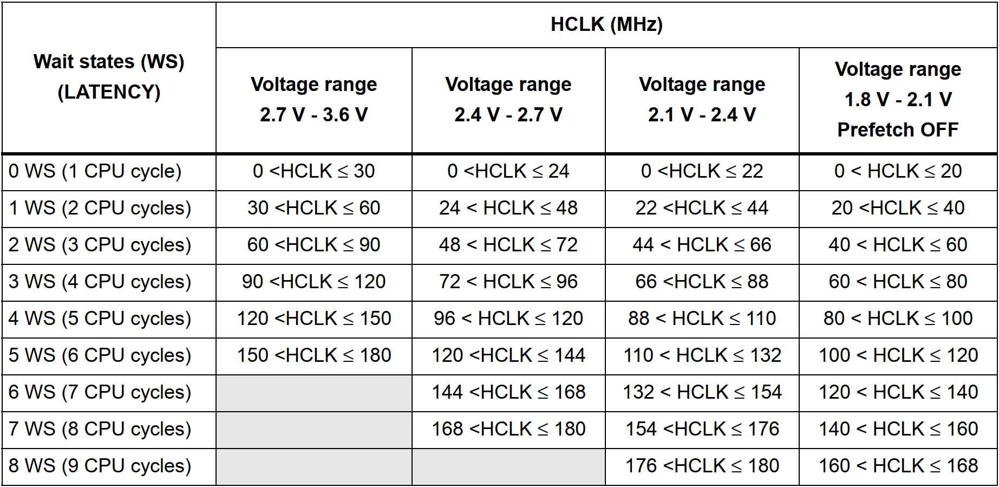 Wait states (WS)
(LATENCY)
HCLK (MHz)
Voltage range
2.7 V - 3.6 V
Voltage range
2.4 V - 2.7 V
Voltage range
2.1 V - 2.4 V
Voltage range
1.8 V - 2.1 V
Prefetch OFF
0 WS (1 CPU cycle) 0 <HCLK ≤ 30 0 <HCLK ≤ 24 0 <HCLK ≤ 22 0 < HCLK ≤ 20
1 WS (2 CPU cycles) 30 <HCLK ≤ 60 24 < HCLK ≤ 48 22 <HCLK ≤ 44 20 <HCLK ≤ 40
2 WS (3 CPU cycles) 60 <HCLK ≤ 90 48 < HCLK ≤ 72 44 < HCLK ≤ 66 40 < HCLK ≤ 60
3 WS (4 CPU cycles) 90 <HCLK ≤ 120 72 < HCLK ≤ 96 66 <HCLK ≤ 88 60 < HCLK ≤ 80
4 WS (5 CPU cycles) 120 <HCLK ≤ 150 96 < HCLK ≤ 120 88 < HCLK ≤ 110 80 < HCLK ≤ 100
5 WS (6 CPU cycles) 150 <HCLK ≤ 180 120 <HCLK ≤ 144 110 < HCLK ≤ 132 100 < HCLK ≤ 120
6 WS (7 CPU cycles) 144 <HCLK ≤ 168 132 < HCLK ≤ 154 120 < HCLK ≤ 140
7 WS (8 CPU cycles) 168 <HCLK ≤ 180 154 <HCLK ≤ 176 140 < HCLK ≤ 160
8 WS (9 CPU cycles) 176 <HCLK ≤ 180 160 < HCLK ≤ 168